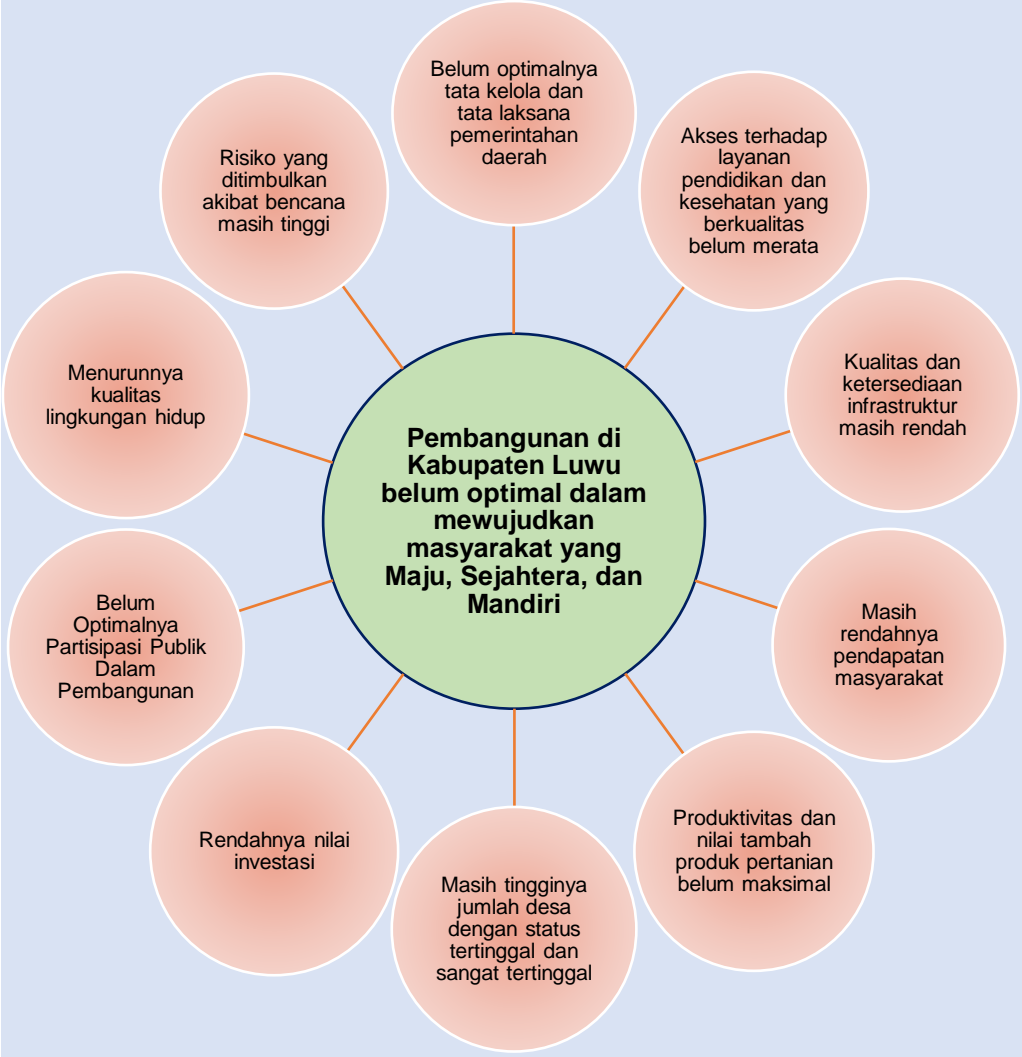 Belum optimalnya
tata kelola dan
tata laksana
pemerintahan
daerah
Akses terhadap
layanan
pendidikan dan
kesehatan yang
berkualitas
belum merata
Kualitas dan
ketersediaan
infrastruktur
masih rendah
Masih
rendahnya
pendapatan
masyarakat
Produktivitas dan
nilai tambah
produk pertanian
belum maksimal
Masih tingginya
jumlah desa
dengan status
tertinggal dan
sangat tertinggal
Rendahnya nilai
investasi
Belum
Optimalnya
Partisipasi Publik
Dalam
Pembangunan
Menurunnya
kualitas
lingkungan hidup
Risiko yang
ditimbulkan
akibat bencana
masih tinggi
Pembangunan di
Kabupaten Luwu
belum optimal dalam
mewujudkan
masyarakat yang
Maju, Sejahtera, dan
Mandiri